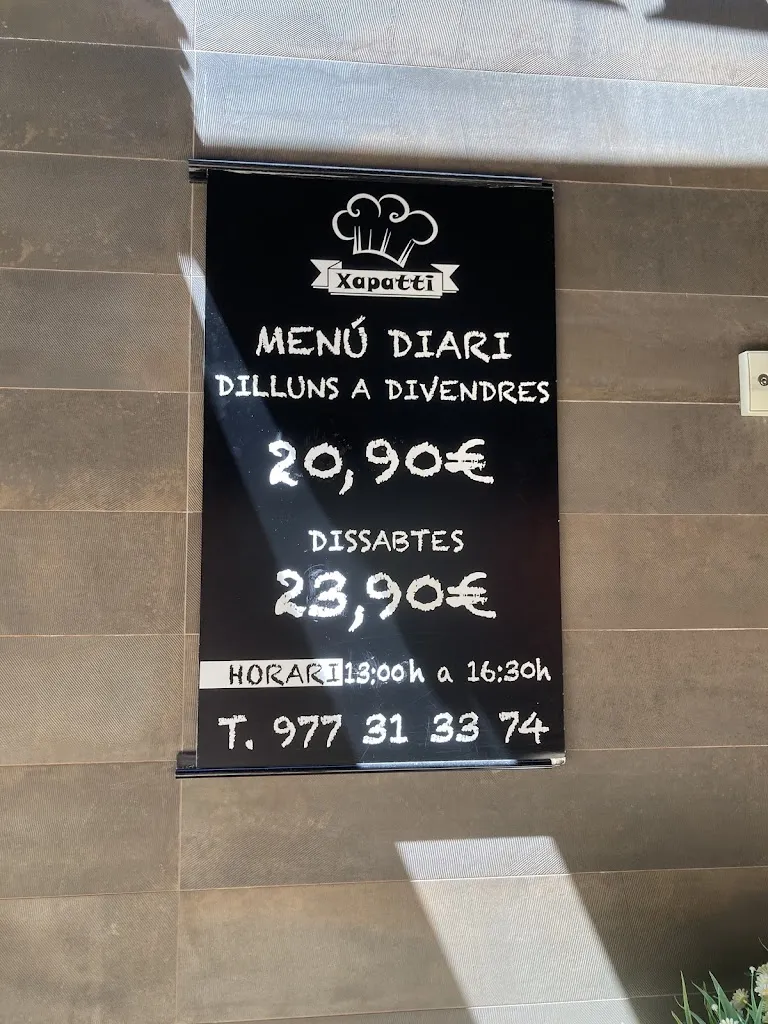 Xapatti
MENÚ DIARI
DILLUNS A DIVENDRES
20,90€
DISSABTES
23,90€
HORARI 13:00h a 16:30h
T. 977 31 33 74